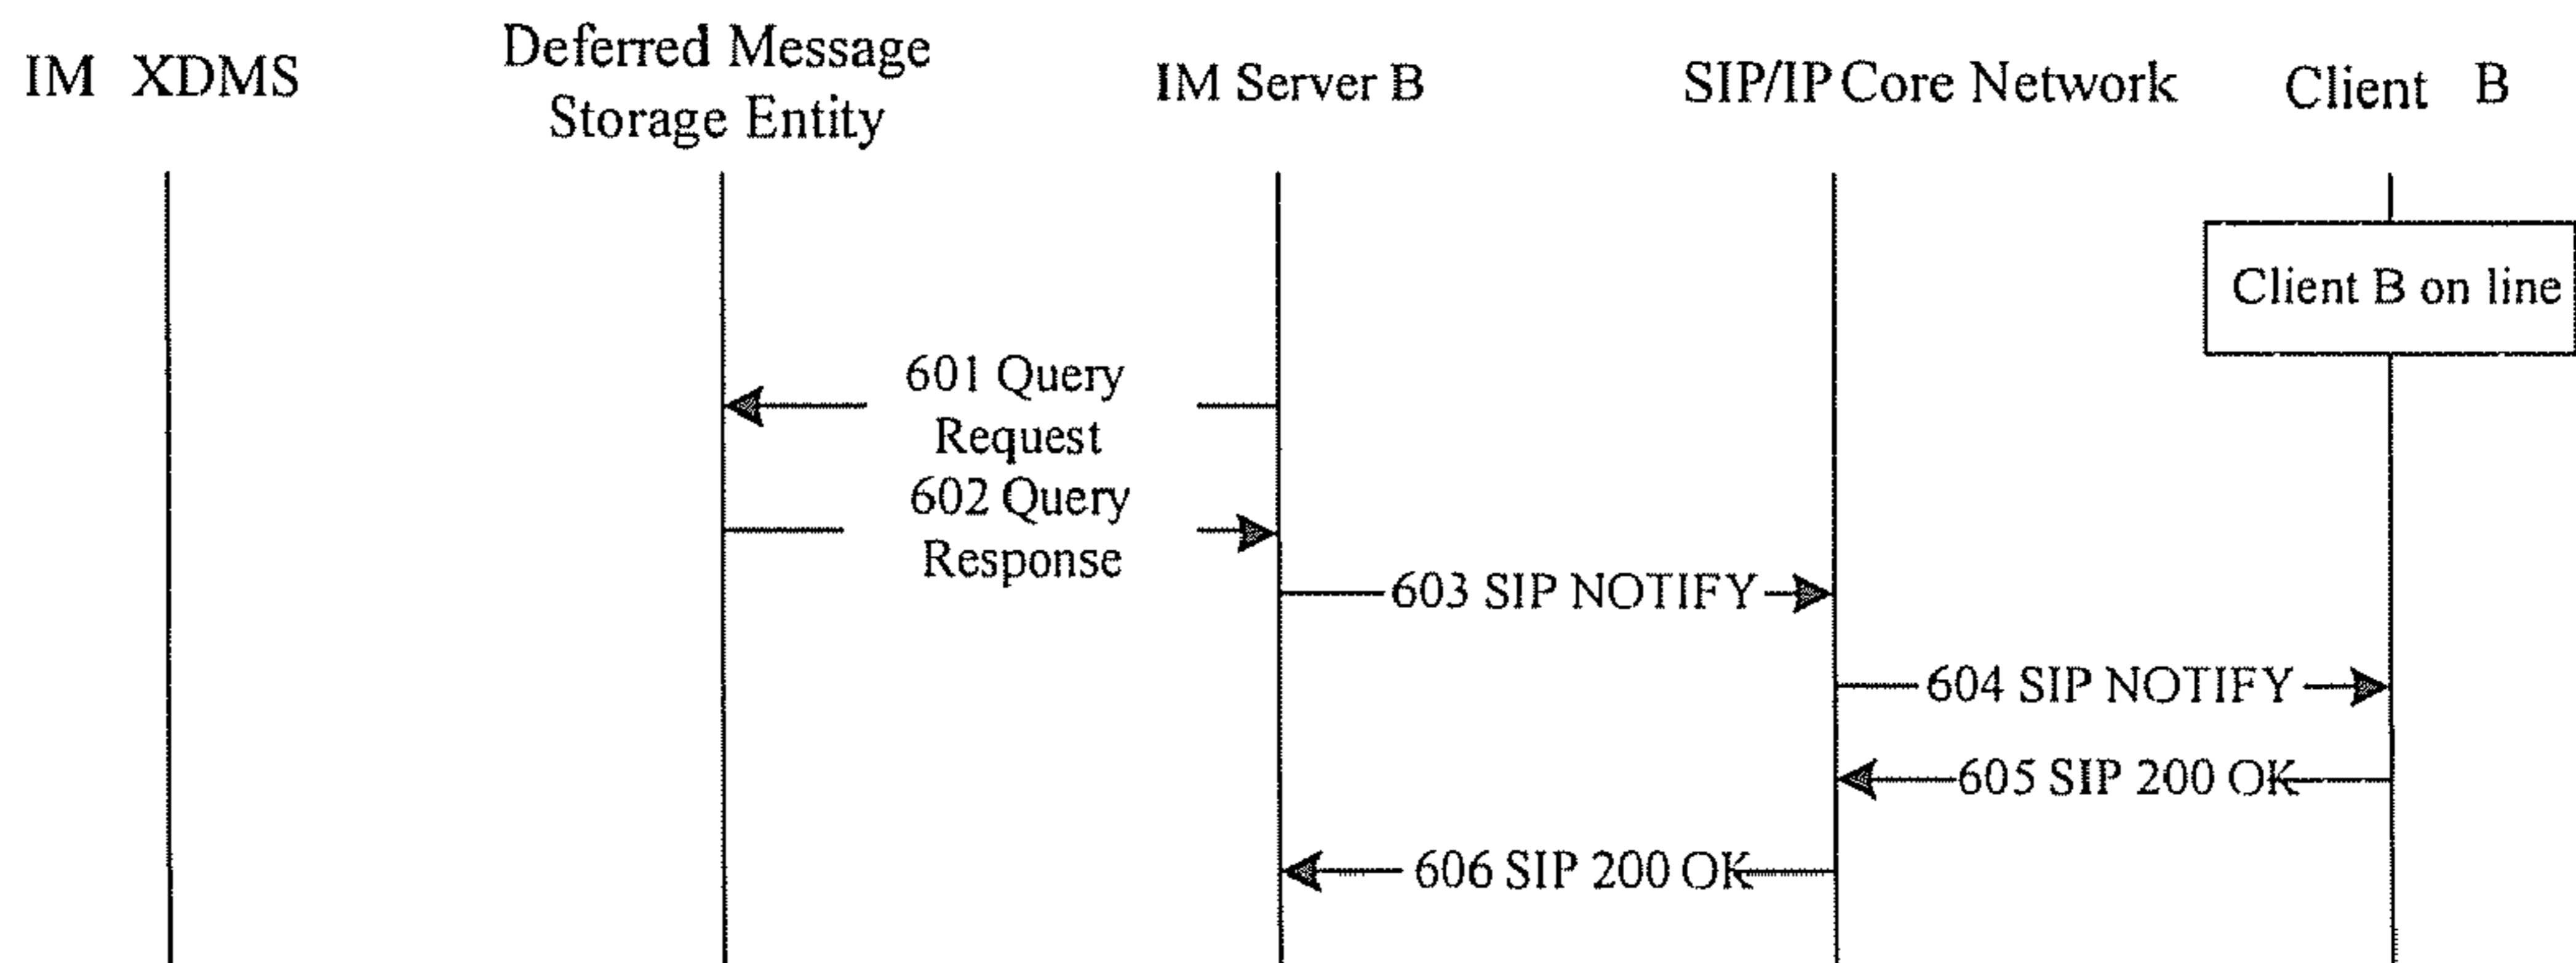 IM XDMS
Deferred Message
Storage Entity
IM Server B
SIP/IP Core Network
Client B
Client B on line
601 Query
Request
602 Query
Response
603 SIP NOTIFY
604 SIP NOTIFY
605 SIP 200 OK
606 SIP 200 OK